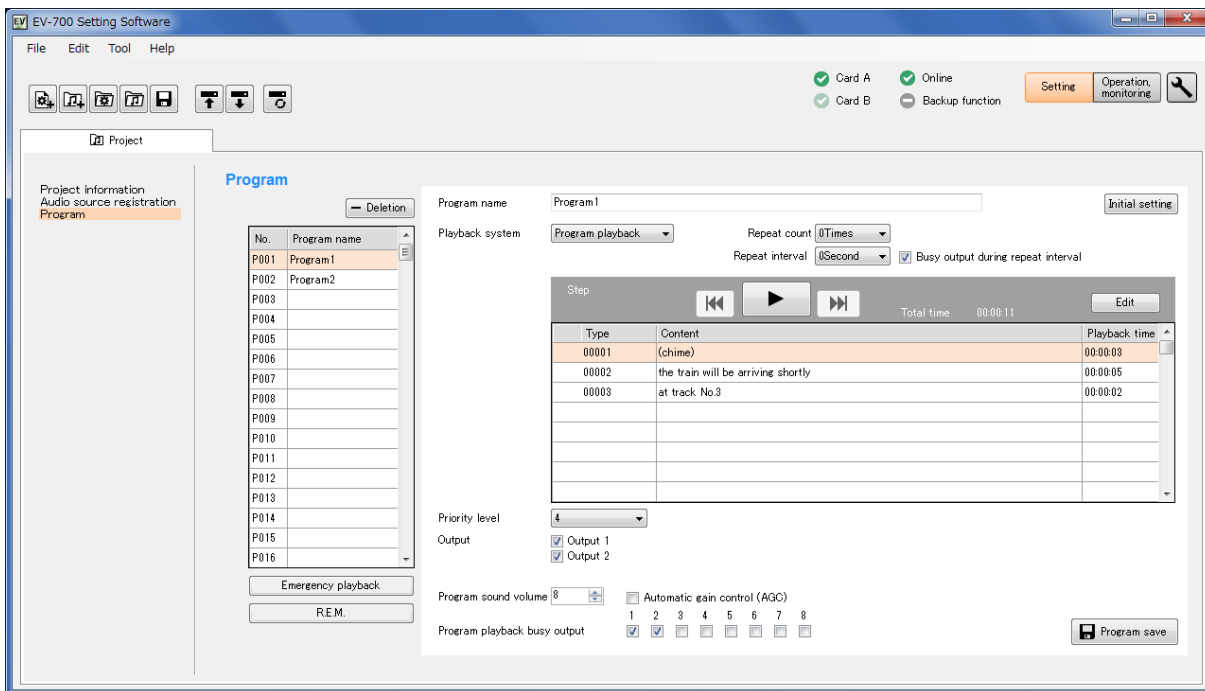 EV EV-700 Setting Software
File Edit Tool Help
Card A Online
Card B Backup function
Setting Operation, monitoring
Project
Project information
Audio source registration
Program
Program
Deletion
No. Program name
P001 Program1
P002 Program2
P003
P004
P005
P006
P007
P008
P009
P010
P011
P012
P013
P014
P015
P016
Emergency playback
R.E.M.
Program name Program1 Initial setting
Playback system Program playback Repeat count 0Times
Repeat interval 0Second Busy output during repeat interval
Step Total time 00:00:11 Edit
Type Content Playback time
00001 (chime) 00:00:03
00002 the train will be arriving shortly 00:00:05
00003 at track No.3 00:00:02
Priority level 4
Output Output 1
Output 2
Program sound volume 8 Automatic gain control (AGC)
1 2 3 4 5 6 7 8
Program playback busy output
Program save